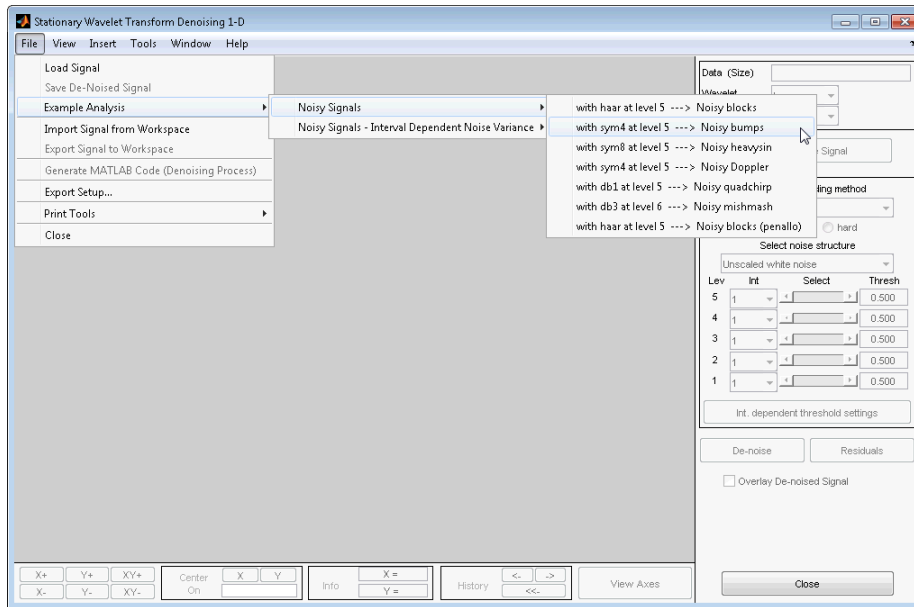 Stationary Wavelet Transform Denoising 1-D
File View Insert Tools Window Help
Load Signal
Save De-Noised Signal
Example Analysis
Import Signal from Workspace
Export Signal to Workspace
Generate MATLAB Code (Denoising Process)
Export Setup...
Print Tools
Close
Noisy Signals
Noisy Signals - Interval Dependent Noise Variance
with haar at level 5 ---> Noisy blocks
with sym4 at level 5 ---> Noisy bumps
with sym8 at level 5 ---> Noisy heavysin
with sym4 at level 5 ---> Noisy Doppler
with db1 at level 5 ---> Noisy quadchirp
with db3 at level 6 ---> Noisy mishmash
with haar at level 5 ---> Noisy blocks (penallo)
Data (Size)
Wavelet
Signal
method
hard
Select noise structure
Unscaled white noise
Lev Int Select Thresh
5 1 0.500
4 1 0.500
3 1 0.500
2 1 0.500
1 1 0.500
Int. dependent threshold settings
De-noise Residuals
Overlay De-noised Signal
X+ Y+ XY+
X- Y- XY-
Center On X Y
Info X = Y =
History <- -> <<-
View Axes
Close